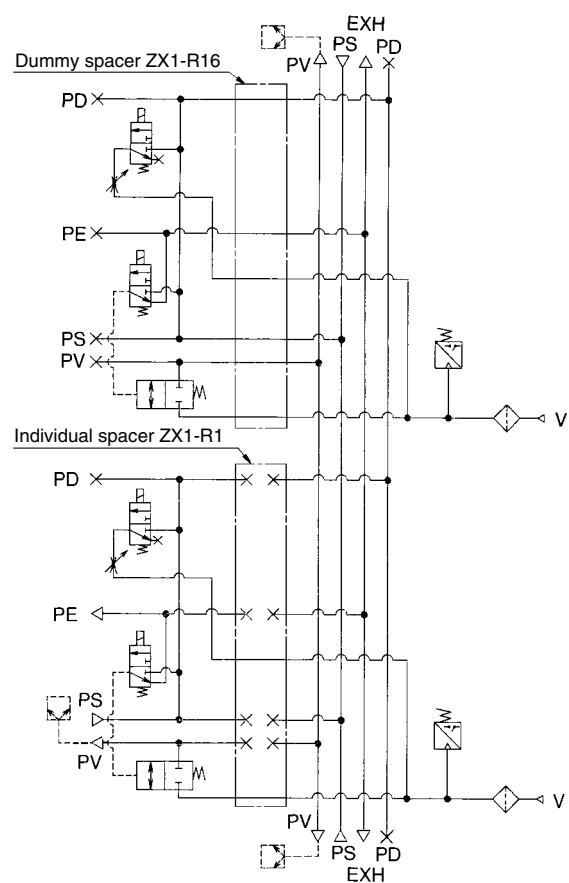 EXH
PS
PD
PV
Dummy spacer ZX1-R16
PD
PE
PS
PV
V
Individual spacer ZX1-R1
PD
PE
PS
PV
V
PV
PS
PD
EXH